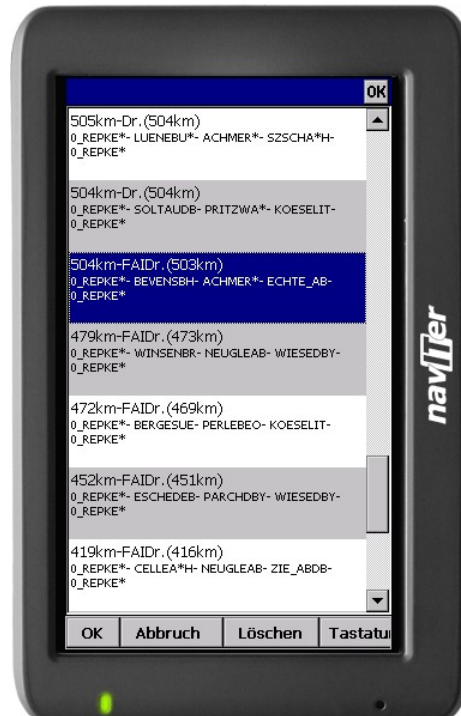 OK
505km-Dr.(504km)
0_REPKE*- LUENEBU*- ACHMER*- SZSCHA*H-
0_REPKE*
504km-Dr.(504km)
0_REPKE*- SOLTAUDB- PRITZWA*- KOESELIT-
0_REPKE*
504km-FAIDr.(503km)
0_REPKE*- BEVENSBH- ACHMER*- ECHTE_AB-
0_REPKE*
479km-FAIDr.(473km)
0_REPKE*- WINSENBR- NEUGLEAB- WIESEDBY-
0_REPKE*
472km-FAIDr.(469km)
0_REPKE*- BERGESUE- PERLEBEO- KOESELIT-
0_REPKE*
452km-FAIDr.(451km)
0_REPKE*- ESCHEDEB- PARCHDBY- WIESEDBY-
0_REPKE*
419km-FAIDr.(416km)
0_REPKE*- CELLEA*H- NEUGLEAB- ZIE_ABDB-
0_REPKE*
OK Abbruch Löschen Tastatu
naviter